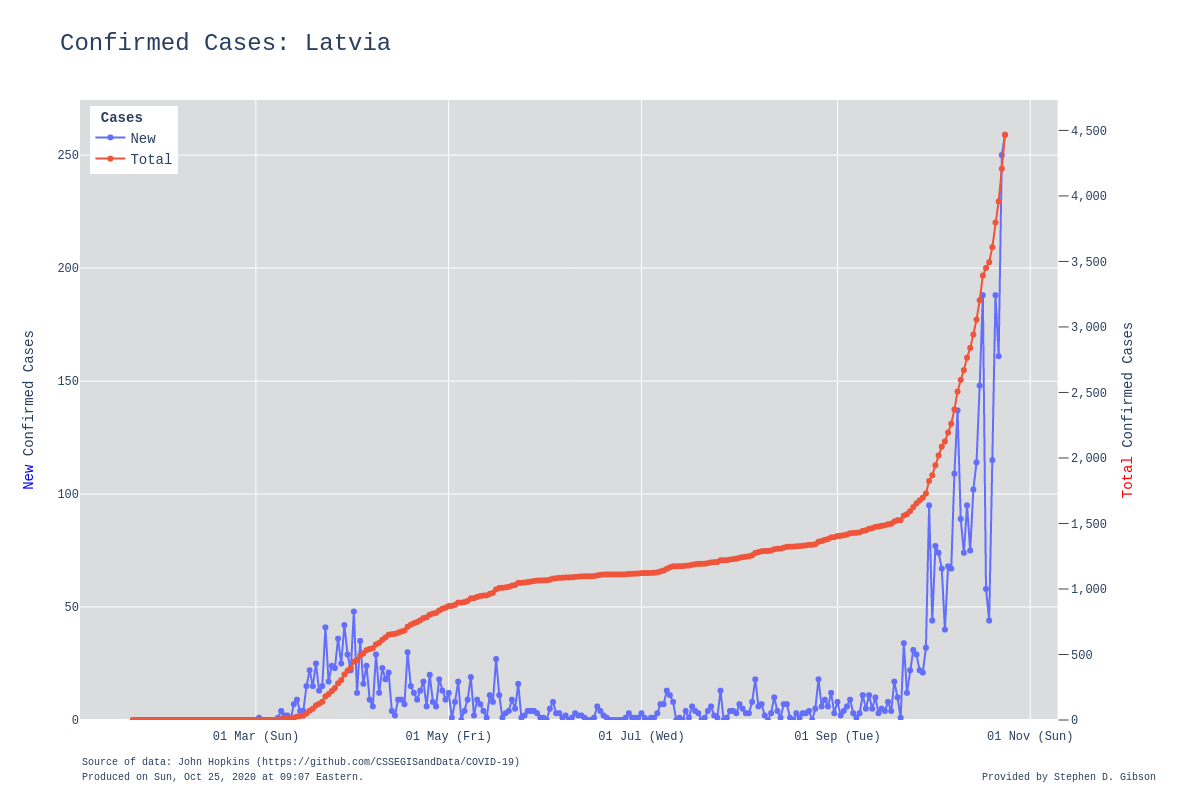 Confirmed Cases: Latvia
Cases
New
Total
250
200
150
100
50
0
4,500
4,000
3,500
3,000
2,500
2,000
1,500
1,000
500
0
New Confirmed Cases
Total Confirmed Cases
01 Mar (Sun)
01 May (Fri)
01 Jul (Wed)
01 Sep (Tue)
01 Nov (Sun)
Source of data: John Hopkins (https://github.com/CSSEGISandData/COVID-19)
Produced on Sun, Oct 25, 2020 at 09:07 Eastern.
Provided by Stephen D. Gibson